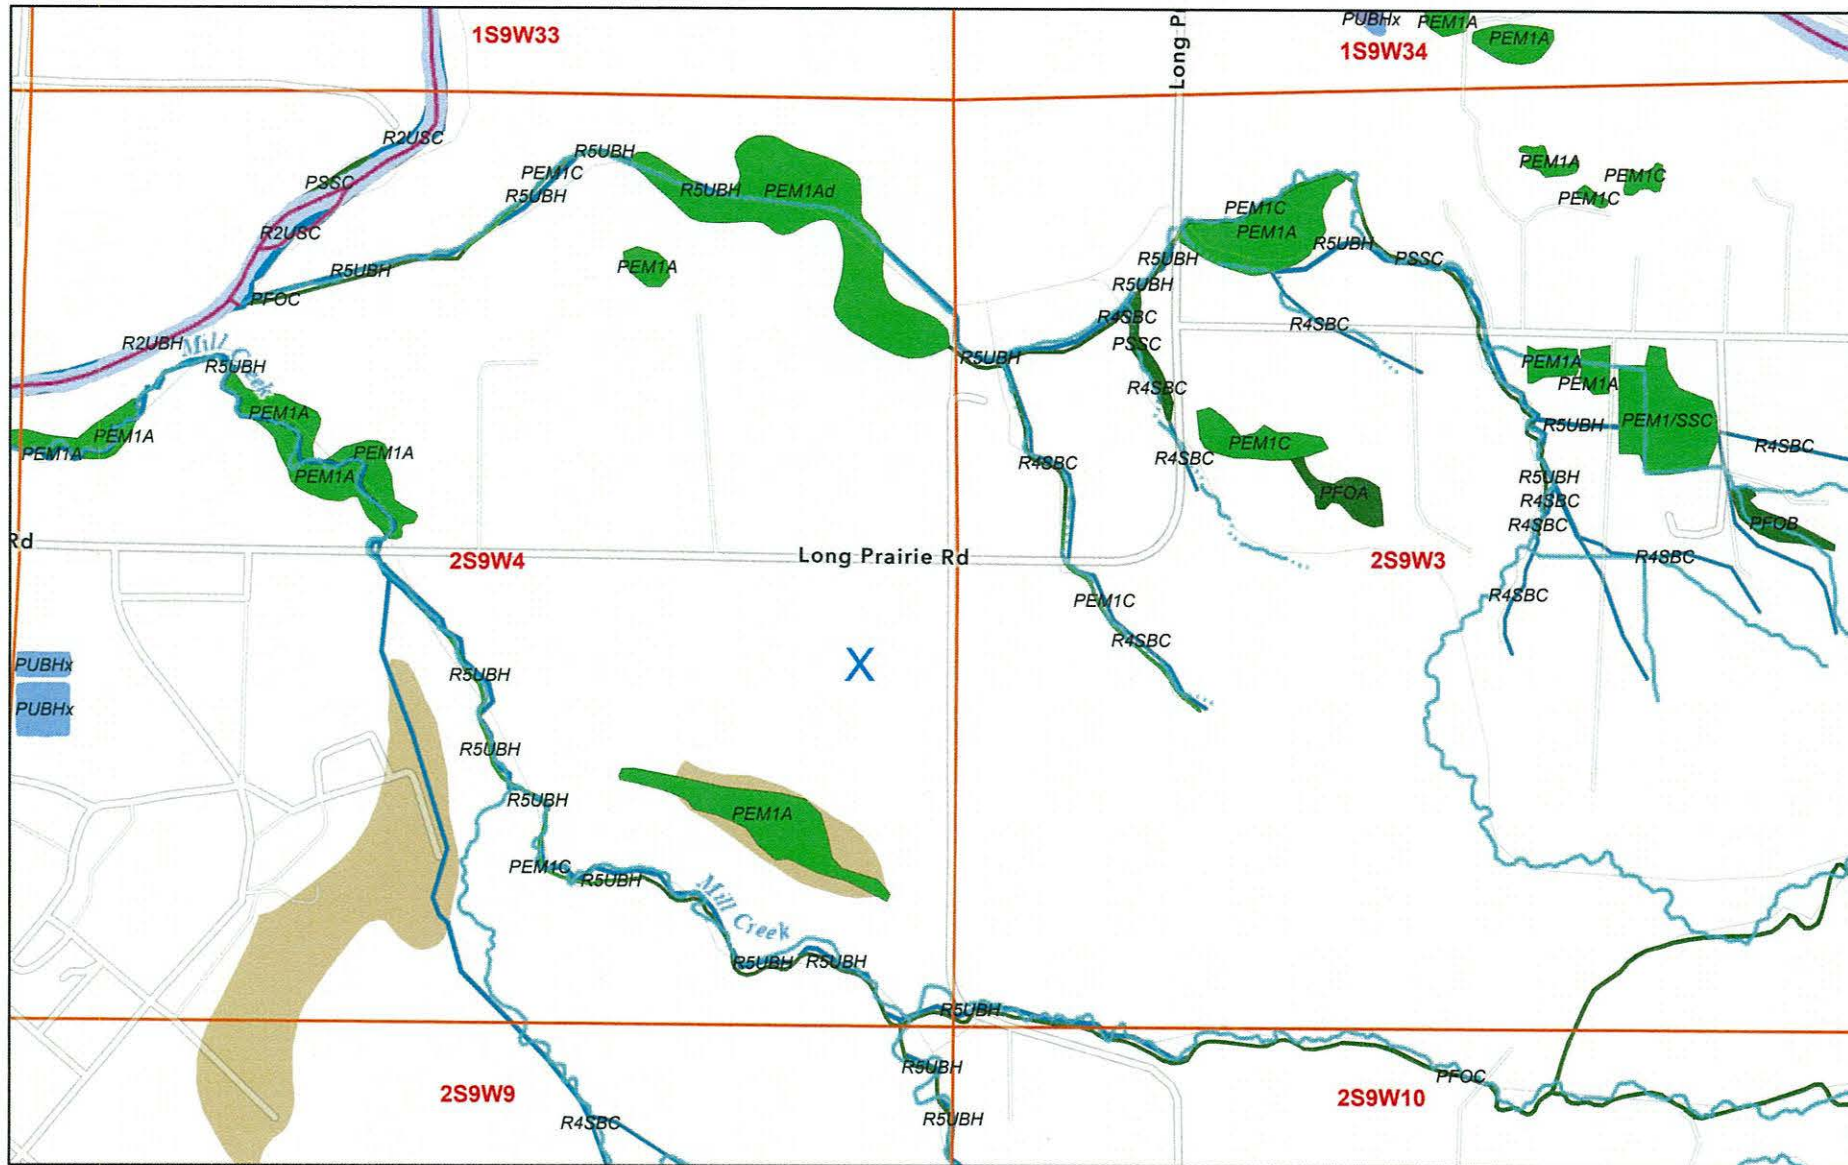 1S9W33
Long P
PUBHx
PEM1A
PEM1A
1S9W34
R2USC
R5UBH
PEM1C
R5UBH
PSSC
R5UBH
PEM1Ad
R2USC
R5UBH
PEM1A
PFOC
PEM1A
PEM1C
PEM1C
PEM1C
PEM1A
R5UBH
R5UBH
PSSC
R5UBH
R4SBC
R4SBC
PSSC
R2UBH
Mill Creek
R5UBH
R5UBH
R4SBC
PEM1A
PEM1A
PEM1A
PEM1A
PEM1A
PEM1A
PEM1A
R4SBC
R4SBC
PEM1C
PFOA
R5UBH
PEM1/SSC
R4SBC
R5UBH
R4SBC
R4SBC
PFOB
Rd
2S9W4
Long Prairie Rd
2S9W3
R4SBC
R4SBC
PEM1C
R4SBC
X
PUBHx
PUBHx
R5UBH
R5UBH
R5UBH
PEM1A
PEM1C
R5UBH
Mill Creek
R5UBH
R5UBH
R5UBH
R5UBH
PFOC
2S9W9
2S9W10
R4SBC
R5UBH